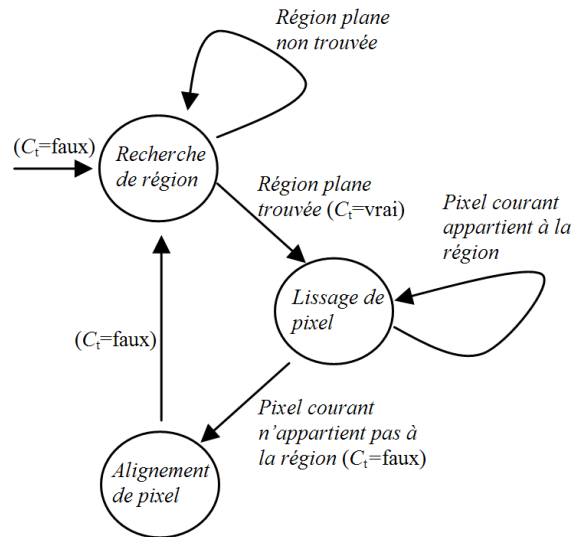 Région plane
non trouvée
(Ct=faux)
Recherche
de région
Région plane
trouvée (Ct=vrai)
Pixel courant
appartient à la
région
Lissage de
pixel
(Ct=faux)
Pixel courant
n'appartient pas à
la région (Ct=faux)
Alignement
de pixel